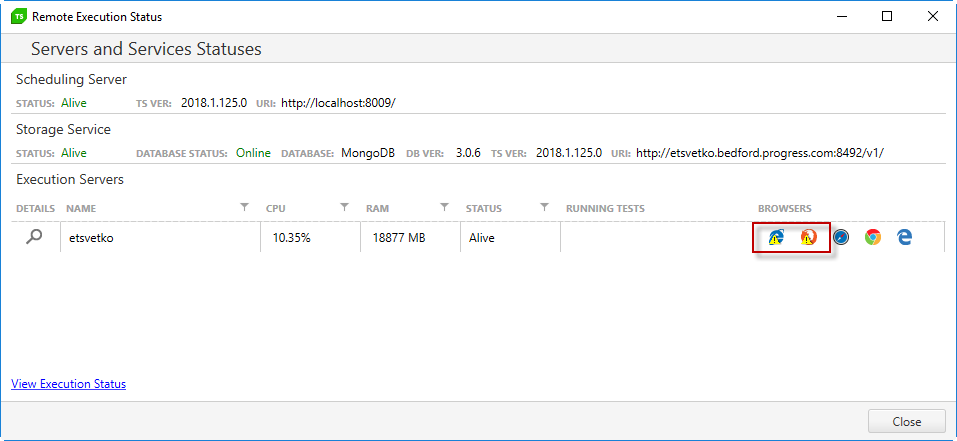 TS Remote Execution Status
Servers and Services Statuses
Scheduling Server
STATUS: Alive TS VER: 2018.1.125.0 URI: http://localhost:8009/
Storage Service
STATUS: Alive DATABASE STATUS: Online DATABASE: MongoDB DB VER: 3.0.6 TS VER: 2018.1.125.0 URI: http://etsvetko.bedford.progress.com:8492/v1/
Execution Servers
DETAILS NAME CPU RAM STATUS RUNNING TESTS BROWSERS
etsvetko 10.35% 18877 MB Alive
View Execution Status
Close